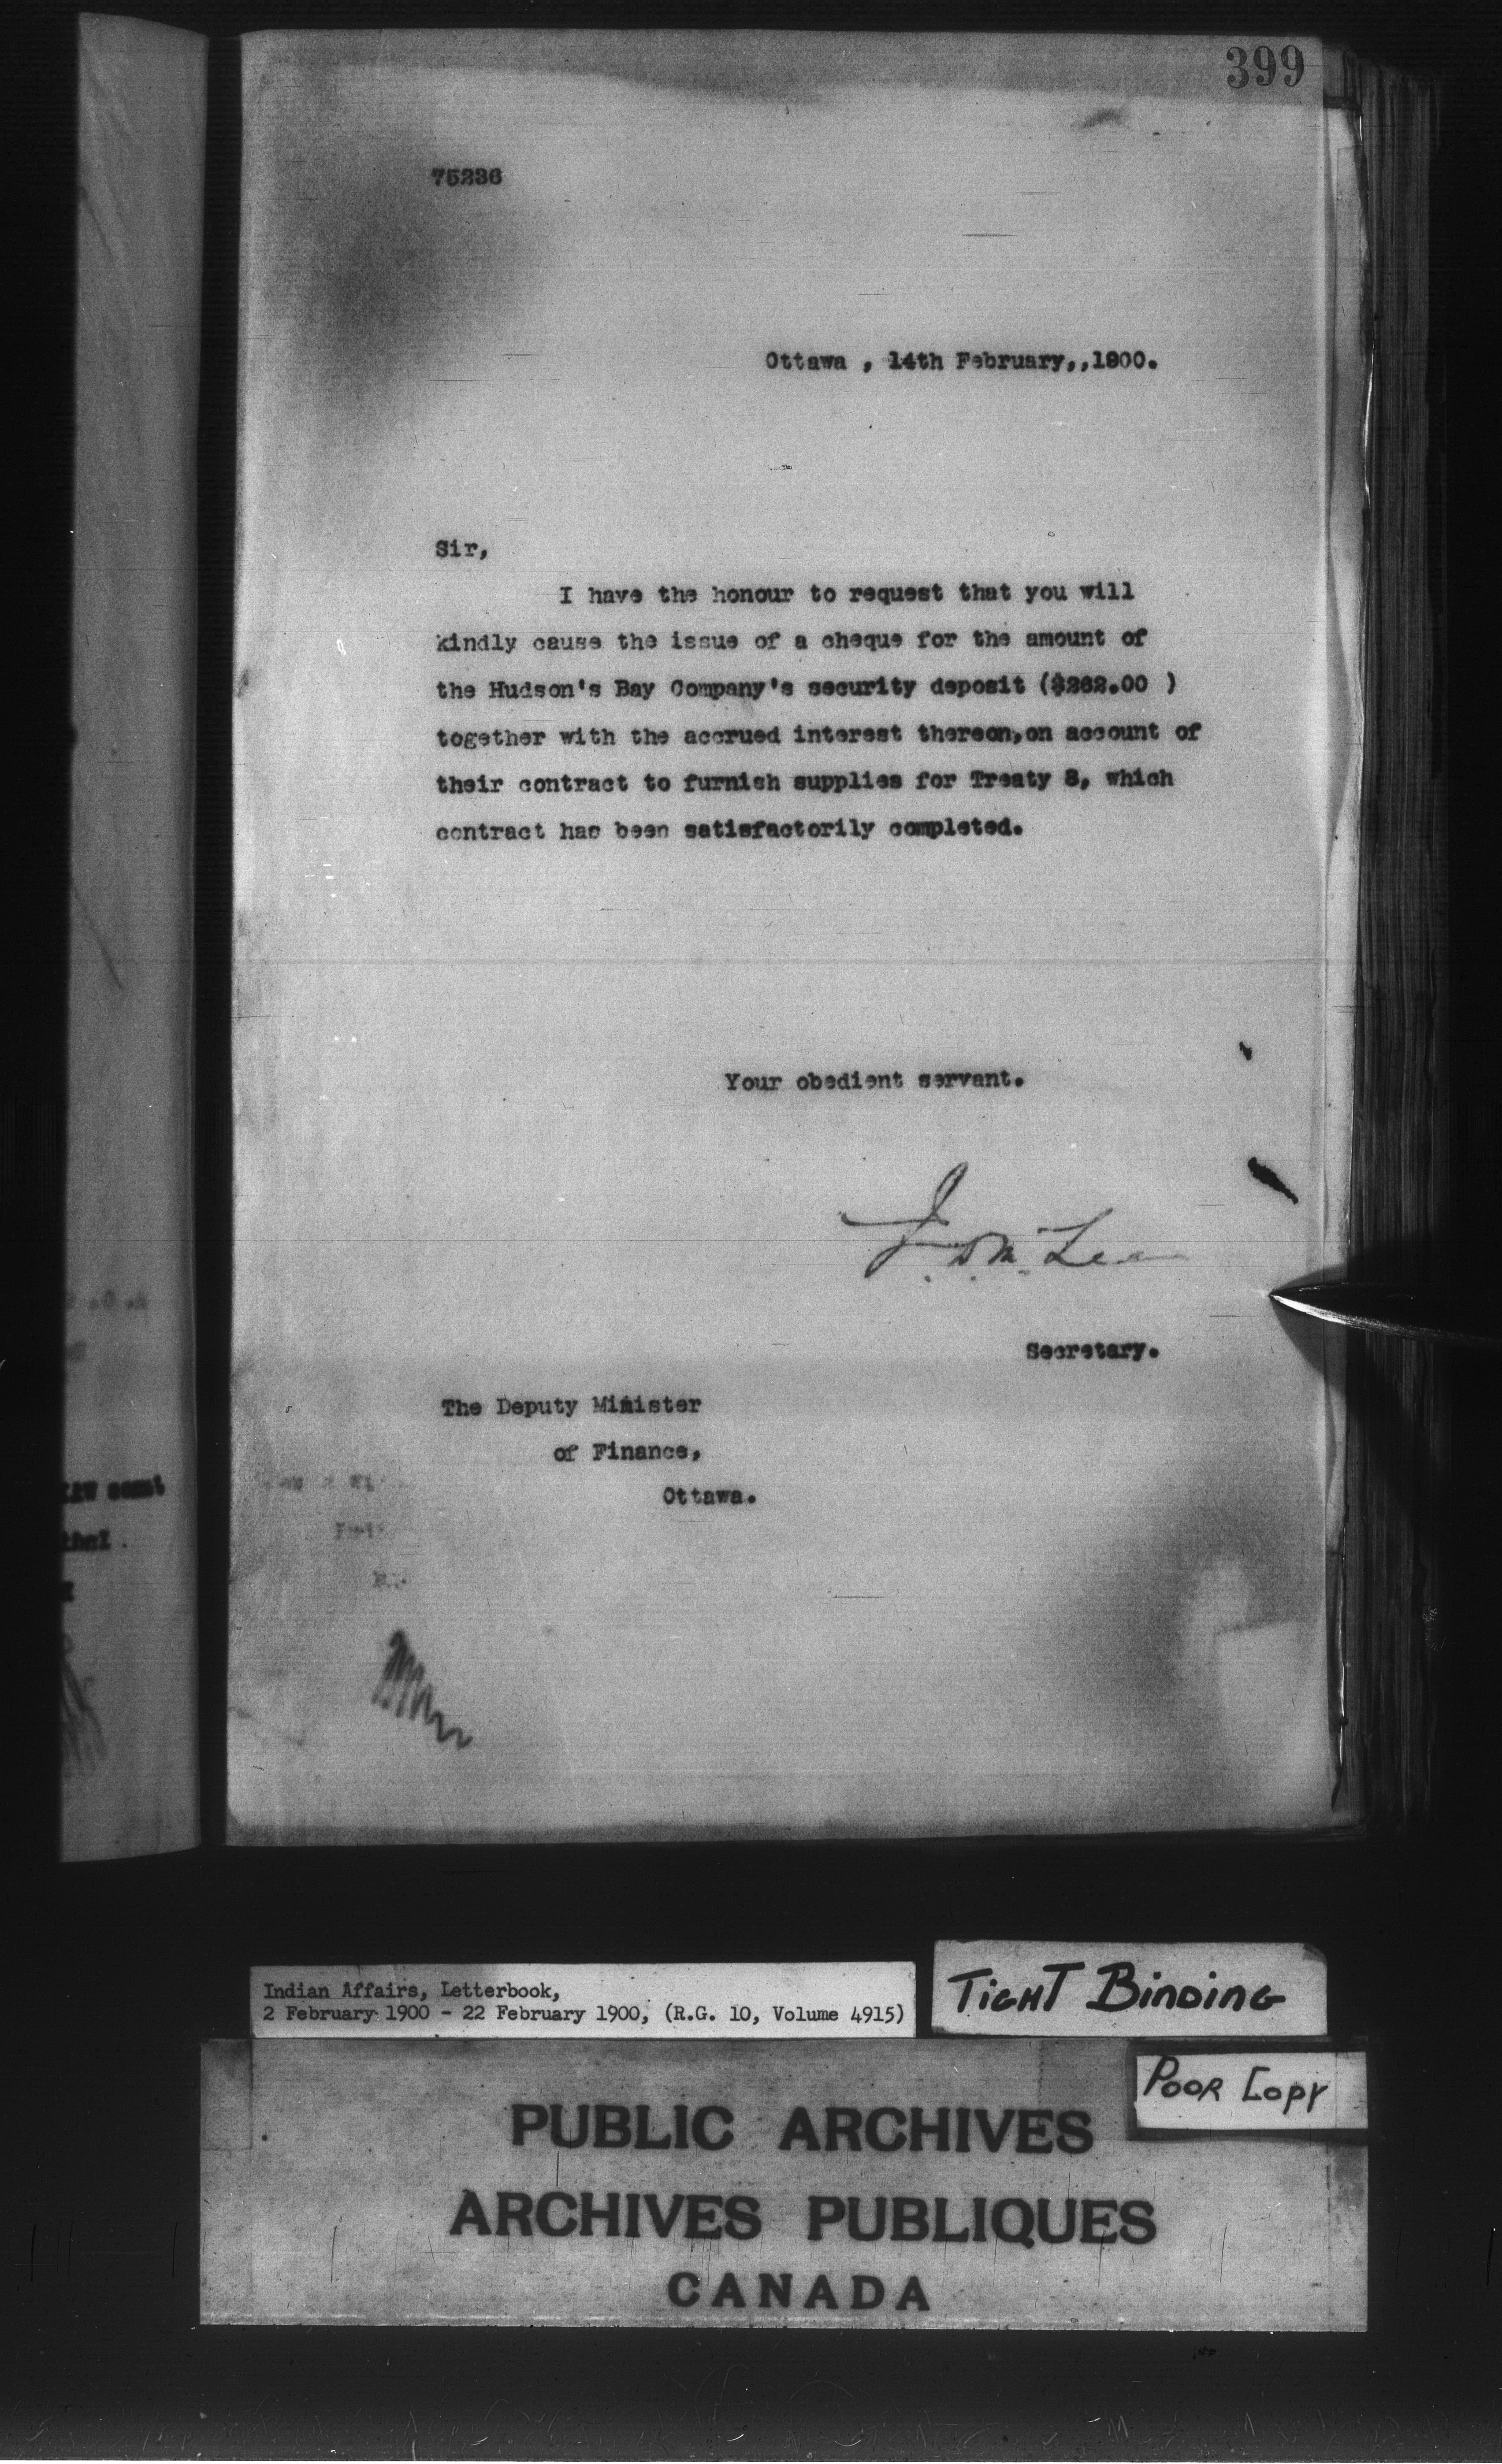 399
75236
Ottawa , 14th February,,1900.
Sir,
I have the honour to request that you will
kindly cause the issue of a cheque for the amount of
the Hudson's Bay Company's security deposit ($262.00 )
together with the accrued interest thereon,on account of
their contract to furnish supplies for Treaty 8, which
contract has been satisfactorily completed.
Your obedient servant.
J. D. McLean
Secretary.
The Deputy Minister
of Finance,
Ottawa.
Indian Affairs, Letterbook,
2 February 1900 - 22 February 1900, (R.G. 10, Volume 4915)
TIGHT BINDING
POOR COPY
PUBLIC ARCHIVES
ARCHIVES PUBLIQUES
CANADA